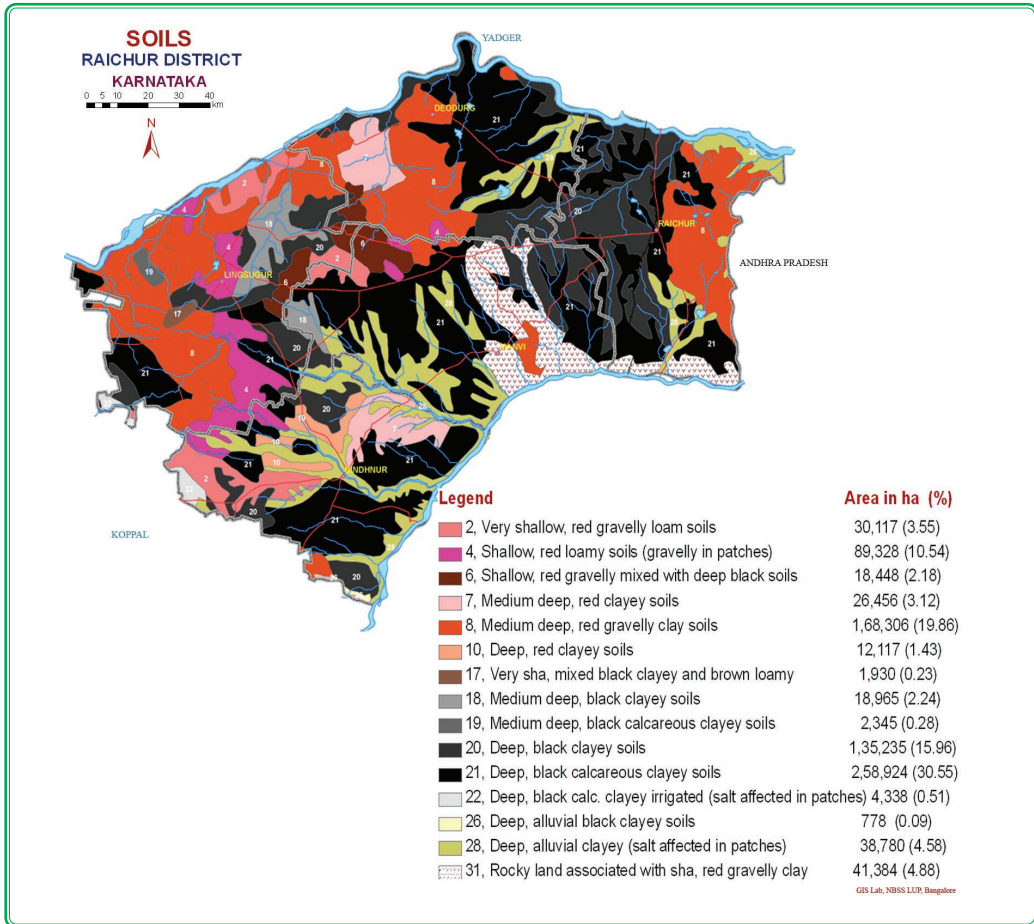 SOILS
RAICHUR DISTRICT
KARNATAKA
0 5 10 20 30 40
km
N
YADGER
DEODURG
RAICHUR
ANDHRA PRADESH
LINGSUGUR
MANVI
SINDHNUR
KOPPAL
Legend Area in ha (%)
2, Very shallow, red gravelly loam soils 30,117 (3.55)
4, Shallow, red loamy soils (gravelly in patches) 89,328 (10.54)
6, Shallow, red gravelly mixed with deep black soils 18,448 (2.18)
7, Medium deep, red clayey soils 26,456 (3.12)
8, Medium deep, red gravelly clay soils 1,68,306 (19.86)
10, Deep, red clayey soils 12,117 (1.43)
17, Very sha, mixed black clayey and brown loamy 1,930 (0.23)
18, Medium deep, black clayey soils 18,965 (2.24)
19, Medium deep, black calcareous clayey soils 2,345 (0.28)
20, Deep, black clayey soils 1,35,235 (15.96)
21, Deep, black calcareous clayey soils 2,58,924 (30.55)
22, Deep, black calc. clayey irrigated (salt affected in patches) 4,338 (0.51)
26, Deep, alluvial black clayey soils 778 (0.09)
28, Deep, alluvial clayey (salt affected in patches) 38,780 (4.58)
31, Rocky land associated with sha, red gravelly clay 41,384 (4.88)
GIS Lab, NBSS LUP, Bangalore